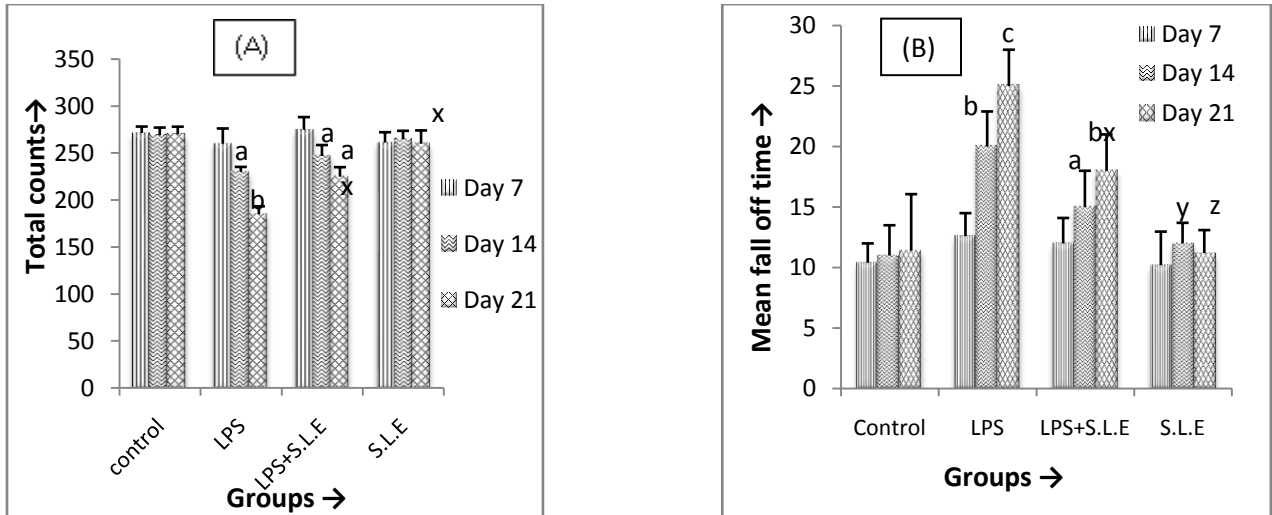 (A)
Total counts→
350
300
250
200
150
100
50
0
a
b
a
a
x
x
Day 7
Day 14
Day 21
control
LPS
LPS+S.L.E
S.L.E
Groups →
(B)
Mean fall off time →
30
25
20
15
10
5
0
b
c
a
bx
y
z
Day 7
Day 14
Day 21
Control
LPS
LPS+S.L.E
S.L.E
Groups →